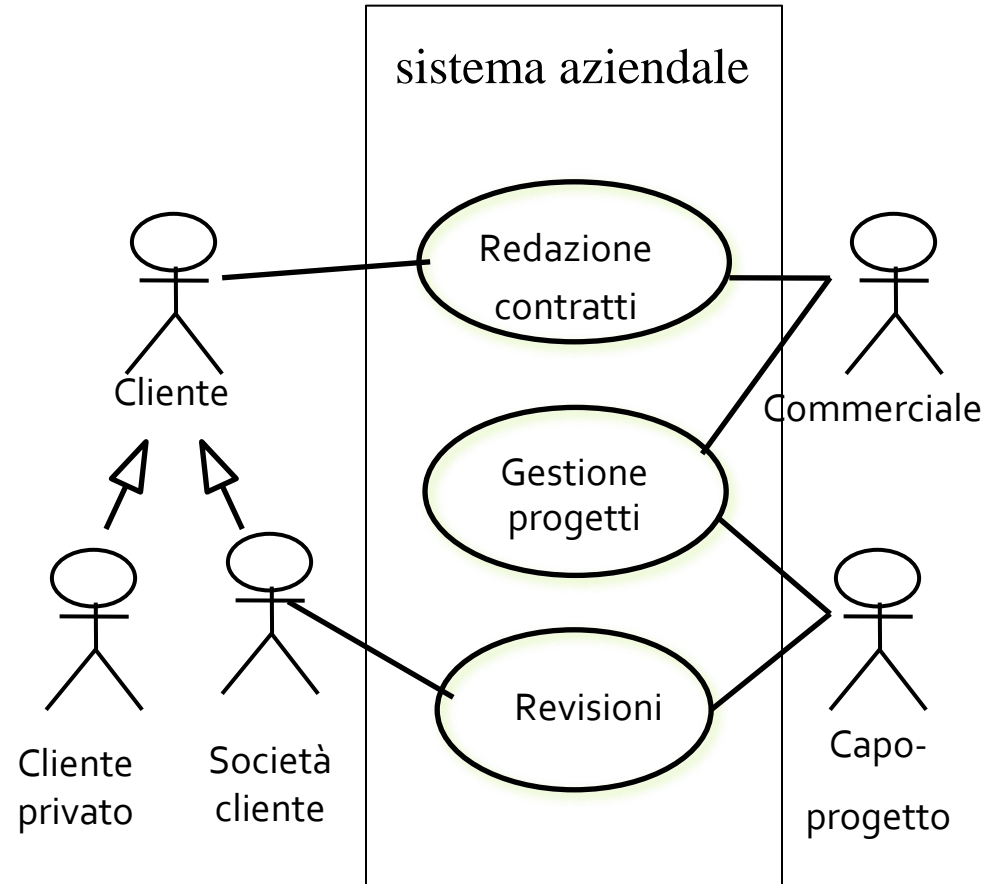 sistema aziendale
Redazione
contratti
Cliente
Commerciale
Gestione
progetti
Revisioni
Cliente
privato
Società
cliente
Capo-
progetto